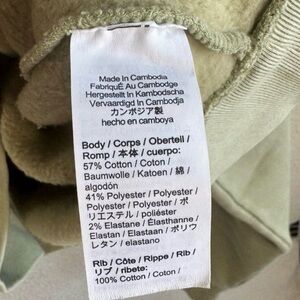 Made In Cambodia
FabriquÉ Au Cambodge
Hergestellt In Kambodscha
Vervaardigd In Cambodja
カンボジア製
hecho en camboya
Body / Corps / Oberteil /
Romp / 本体 / cuerpo:
57% Cotton / Coton /
Baumwolle / Katoen / 綿 /
algodón
41% Polyester / Polyester /
Polyester / Polyester / ポ
リエステル / poliéster
2% Elastane / Élasthanne /
Elastan / Elastaan / ポリウ
レタン / elastano
Rib / Côte / Rippe / Rib /
リブ / ribete:
100% Cotton / Coton /